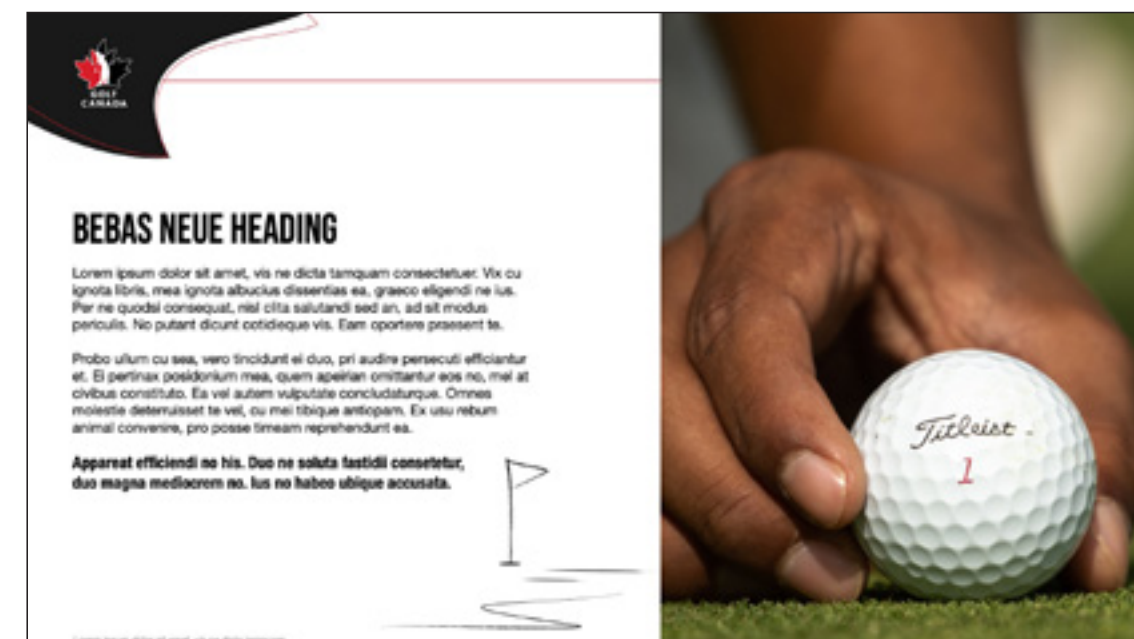 GOLF
CANADA
BEBAS NEUE HEADING
Lorem ipsum dolor sit amet, vis ne dicta tamquam consectetuer. Vix cu
ignota libris, mea ignota albucius dissentias ea, graeco eligendi ne ius.
Per ne quodsi consequat, nisl clita salutandi sed an, ad sit modus
periculis. No putant dicunt cotidieque vis. Eam oportere praesent te.
Probo ullum cu sea, vero tincidunt ei duo, pri audire persecuti efficiantur
et. Ei pertinax posidonium mea, quem apeirian omittantur eos no, mel at
civibus constituto. Ea vel autem vulputate concludaturque. Omnes
molestie deterruisset te vel, cu mei tibique antiopam. Ex usu rebum
animal convenire, pro posse timeam reprehendunt ea.
Appareat efficiendi no his. Duo ne soluta fastidii consetetur,
duo magna mediocrem no. Ius no habeo ubique accusata.
Titleist
1